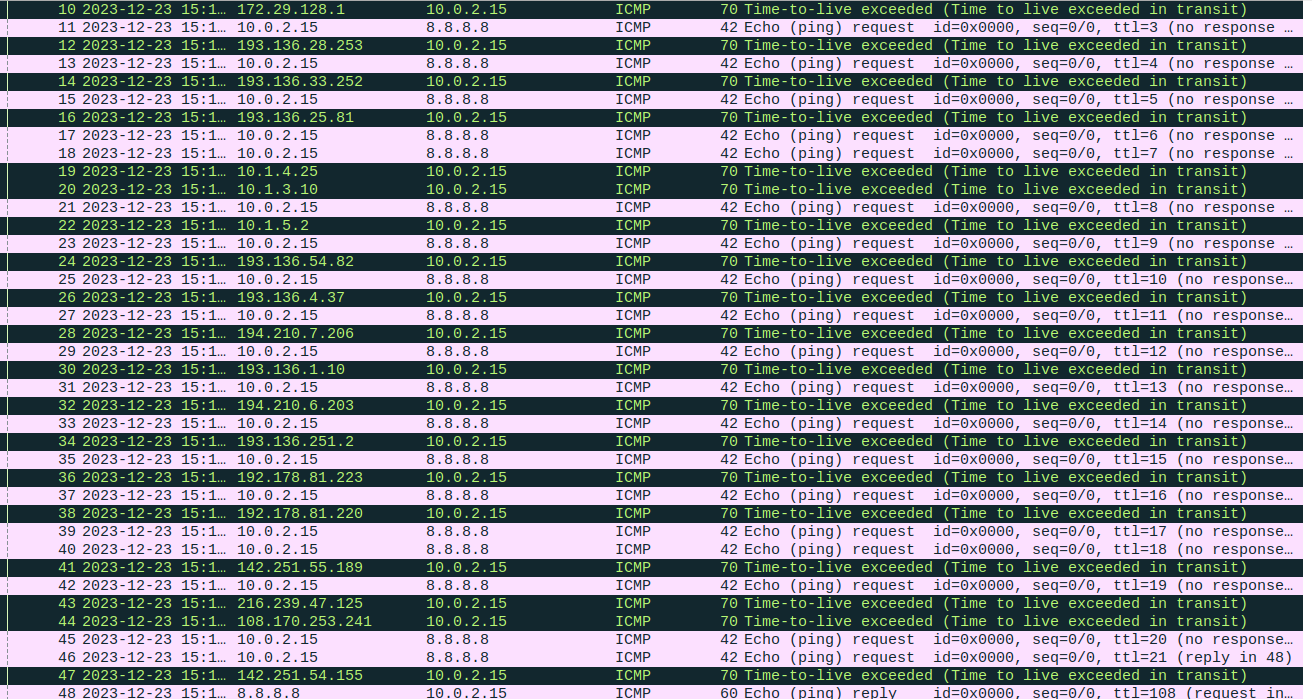 10 2023-12-23 15:1… 172.29.128.1 10.0.2.15 ICMP 70 Time-to-live exceeded (Time to live exceeded in transit)
11 2023-12-23 15:1… 10.0.2.15 8.8.8.8 ICMP 42 Echo (ping) request id=0x0000, seq=0/0, ttl=3 (no response …
12 2023-12-23 15:1… 193.136.28.253 10.0.2.15 ICMP 70 Time-to-live exceeded (Time to live exceeded in transit)
13 2023-12-23 15:1… 10.0.2.15 8.8.8.8 ICMP 42 Echo (ping) request id=0x0000, seq=0/0, ttl=4 (no response …
14 2023-12-23 15:1… 193.136.33.252 10.0.2.15 ICMP 70 Time-to-live exceeded (Time to live exceeded in transit)
15 2023-12-23 15:1… 10.0.2.15 8.8.8.8 ICMP 42 Echo (ping) request id=0x0000, seq=0/0, ttl=5 (no response …
16 2023-12-23 15:1… 193.136.25.81 10.0.2.15 ICMP 70 Time-to-live exceeded (Time to live exceeded in transit)
17 2023-12-23 15:1… 10.0.2.15 8.8.8.8 ICMP 42 Echo (ping) request id=0x0000, seq=0/0, ttl=6 (no response …
18 2023-12-23 15:1… 10.0.2.15 8.8.8.8 ICMP 42 Echo (ping) request id=0x0000, seq=0/0, ttl=7 (no response …
19 2023-12-23 15:1… 10.1.4.25 10.0.2.15 ICMP 70 Time-to-live exceeded (Time to live exceeded in transit)
20 2023-12-23 15:1… 10.1.3.10 10.0.2.15 ICMP 70 Time-to-live exceeded (Time to live exceeded in transit)
21 2023-12-23 15:1… 10.0.2.15 8.8.8.8 ICMP 42 Echo (ping) request id=0x0000, seq=0/0, ttl=8 (no response …
22 2023-12-23 15:1… 10.1.5.2 10.0.2.15 ICMP 70 Time-to-live exceeded (Time to live exceeded in transit)
23 2023-12-23 15:1… 10.0.2.15 8.8.8.8 ICMP 42 Echo (ping) request id=0x0000, seq=0/0, ttl=9 (no response …
24 2023-12-23 15:1… 193.136.54.82 10.0.2.15 ICMP 70 Time-to-live exceeded (Time to live exceeded in transit)
25 2023-12-23 15:1… 10.0.2.15 8.8.8.8 ICMP 42 Echo (ping) request id=0x0000, seq=0/0, ttl=10 (no response…
26 2023-12-23 15:1… 193.136.4.37 10.0.2.15 ICMP 70 Time-to-live exceeded (Time to live exceeded in transit)
27 2023-12-23 15:1… 10.0.2.15 8.8.8.8 ICMP 42 Echo (ping) request id=0x0000, seq=0/0, ttl=11 (no response…
28 2023-12-23 15:1… 194.210.7.206 10.0.2.15 ICMP 70 Time-to-live exceeded (Time to live exceeded in transit)
29 2023-12-23 15:1… 10.0.2.15 8.8.8.8 ICMP 42 Echo (ping) request id=0x0000, seq=0/0, ttl=12 (no response…
30 2023-12-23 15:1… 193.136.1.10 10.0.2.15 ICMP 70 Time-to-live exceeded (Time to live exceeded in transit)
31 2023-12-23 15:1… 10.0.2.15 8.8.8.8 ICMP 42 Echo (ping) request id=0x0000, seq=0/0, ttl=13 (no response…
32 2023-12-23 15:1… 194.210.6.203 10.0.2.15 ICMP 70 Time-to-live exceeded (Time to live exceeded in transit)
33 2023-12-23 15:1… 10.0.2.15 8.8.8.8 ICMP 42 Echo (ping) request id=0x0000, seq=0/0, ttl=14 (no response…
34 2023-12-23 15:1… 193.136.251.2 10.0.2.15 ICMP 70 Time-to-live exceeded (Time to live exceeded in transit)
35 2023-12-23 15:1… 10.0.2.15 8.8.8.8 ICMP 42 Echo (ping) request id=0x0000, seq=0/0, ttl=15 (no response…
36 2023-12-23 15:1… 192.178.81.223 10.0.2.15 ICMP 70 Time-to-live exceeded (Time to live exceeded in transit)
37 2023-12-23 15:1… 10.0.2.15 8.8.8.8 ICMP 42 Echo (ping) request id=0x0000, seq=0/0, ttl=16 (no response…
38 2023-12-23 15:1… 192.178.81.220 10.0.2.15 ICMP 70 Time-to-live exceeded (Time to live exceeded in transit)
39 2023-12-23 15:1… 10.0.2.15 8.8.8.8 ICMP 42 Echo (ping) request id=0x0000, seq=0/0, ttl=17 (no response…
40 2023-12-23 15:1… 10.0.2.15 8.8.8.8 ICMP 42 Echo (ping) request id=0x0000, seq=0/0, ttl=18 (no response…
41 2023-12-23 15:1… 142.251.55.189 10.0.2.15 ICMP 70 Time-to-live exceeded (Time to live exceeded in transit)
42 2023-12-23 15:1… 10.0.2.15 8.8.8.8 ICMP 42 Echo (ping) request id=0x0000, seq=0/0, ttl=19 (no response…
43 2023-12-23 15:1… 216.239.47.125 10.0.2.15 ICMP 70 Time-to-live exceeded (Time to live exceeded in transit)
44 2023-12-23 15:1… 108.170.253.241 10.0.2.15 ICMP 70 Time-to-live exceeded (Time to live exceeded in transit)
45 2023-12-23 15:1… 10.0.2.15 8.8.8.8 ICMP 42 Echo (ping) request id=0x0000, seq=0/0, ttl=20 (no response…
46 2023-12-23 15:1… 10.0.2.15 8.8.8.8 ICMP 42 Echo (ping) request id=0x0000, seq=0/0, ttl=21 (reply in 48)
47 2023-12-23 15:1… 142.251.54.155 10.0.2.15 ICMP 70 Time-to-live exceeded (Time to live exceeded in transit)
48 2023-12-23 15:1… 8.8.8.8 10.0.2.15 ICMP 60 Echo (ping) reply id=0x0000, seq=0/0, ttl=108 (request in…